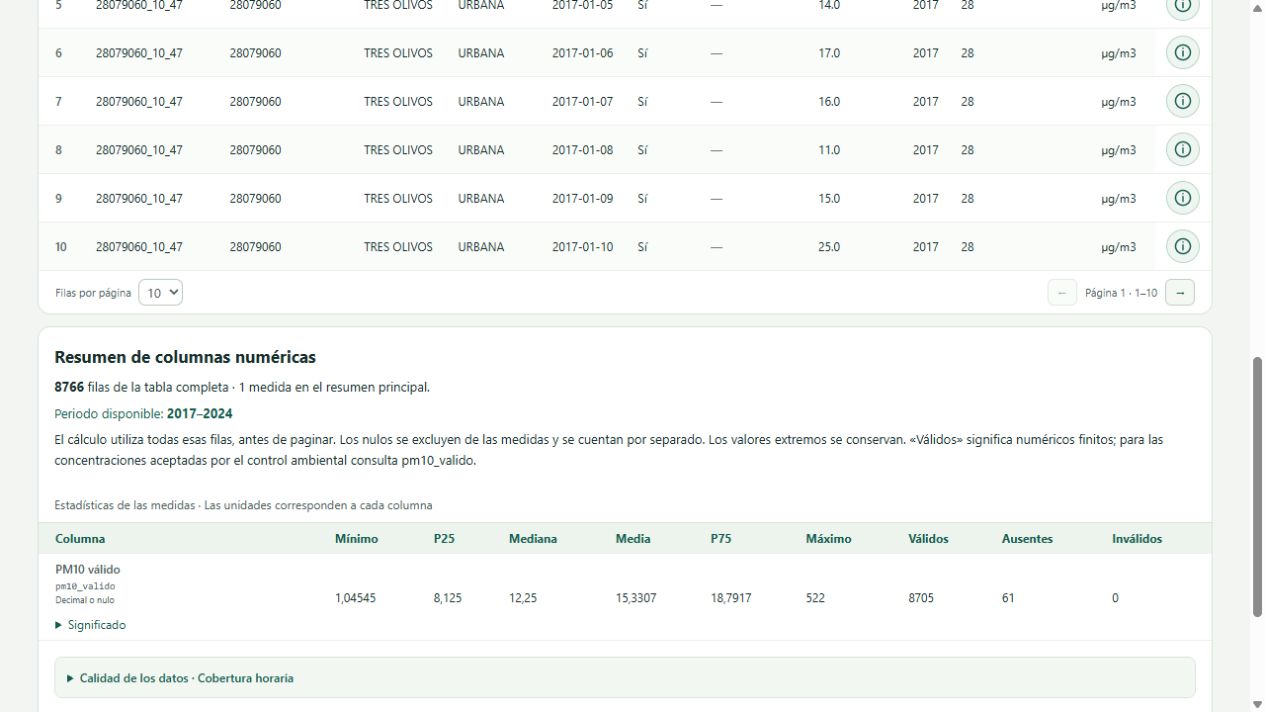 5 28079060_10_47 28079060 TRES OLIVOS URBANA 2017-01-05 Sí — 14.0 2017 28 µg/m3
6 28079060_10_47 28079060 TRES OLIVOS URBANA 2017-01-06 Sí — 17.0 2017 28 µg/m3
7 28079060_10_47 28079060 TRES OLIVOS URBANA 2017-01-07 Sí — 16.0 2017 28 µg/m3
8 28079060_10_47 28079060 TRES OLIVOS URBANA 2017-01-08 Sí — 11.0 2017 28 µg/m3
9 28079060_10_47 28079060 TRES OLIVOS URBANA 2017-01-09 Sí — 15.0 2017 28 µg/m3
10 28079060_10_47 28079060 TRES OLIVOS URBANA 2017-01-10 Sí — 25.0 2017 28 µg/m3
Filas por página 10 ← Página 1 · 1–10 →
Resumen de columnas numéricas
8766 filas de la tabla completa · 1 medida en el resumen principal.
Periodo disponible: 2017–2024
El cálculo utiliza todas esas filas, antes de paginar. Los nulos se excluyen de las medidas y se cuentan por separado. Los valores extremos se conservan. «Válidos» significa numéricos finitos; para las
concentraciones aceptadas por el control ambiental consulta pm10_valido.
Estadísticas de las medidas · Las unidades corresponden a cada columna
Columna Mínimo P25 Mediana Media P75 Máximo Válidos Ausentes Inválidos
PM10 válido
pm10_valido
Decimal o nulo
1,04545 8,125 12,25 15,3307 18,7917 522 8705 61 0
▶ Significado
▶ Calidad de los datos · Cobertura horaria